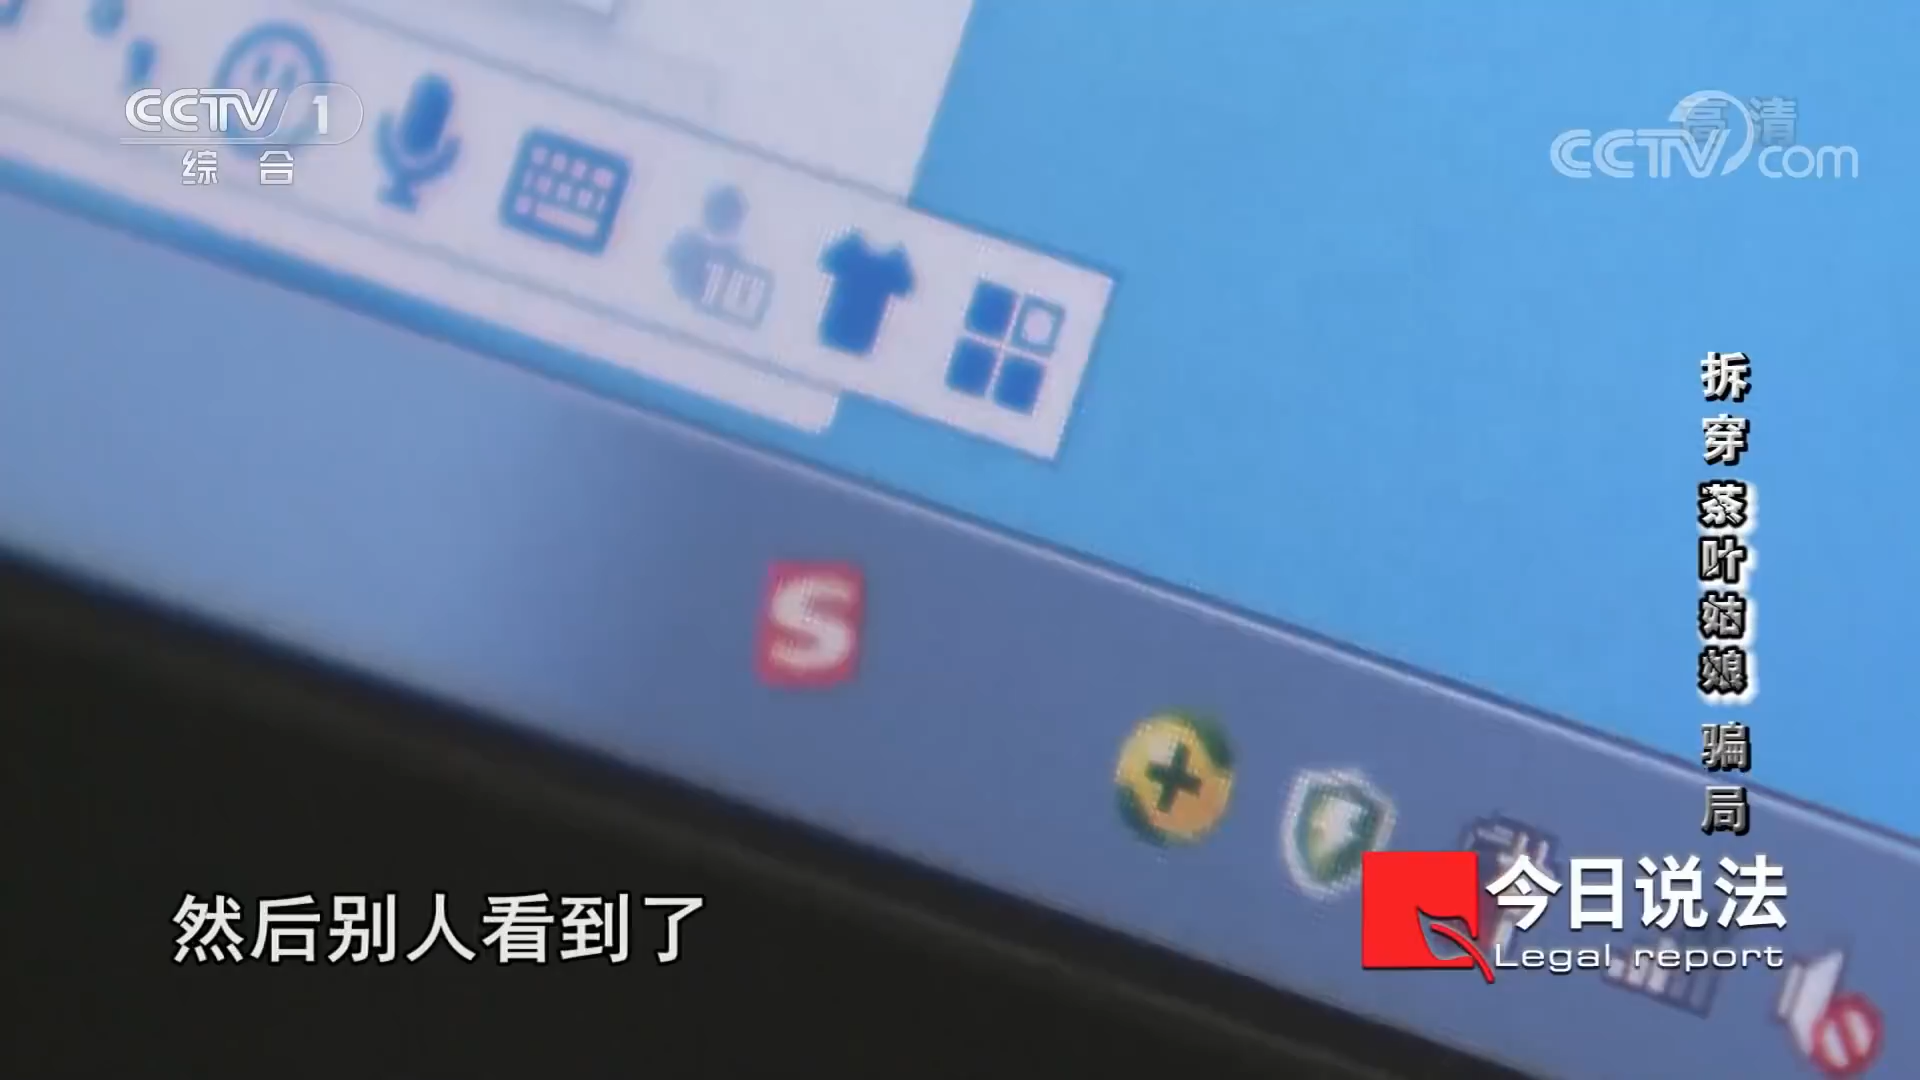 CCTV 1
综合
高清
CCTV com
拆穿茶叶姑娘 骗局
S
然后别人看到了
今日说法
Legal report